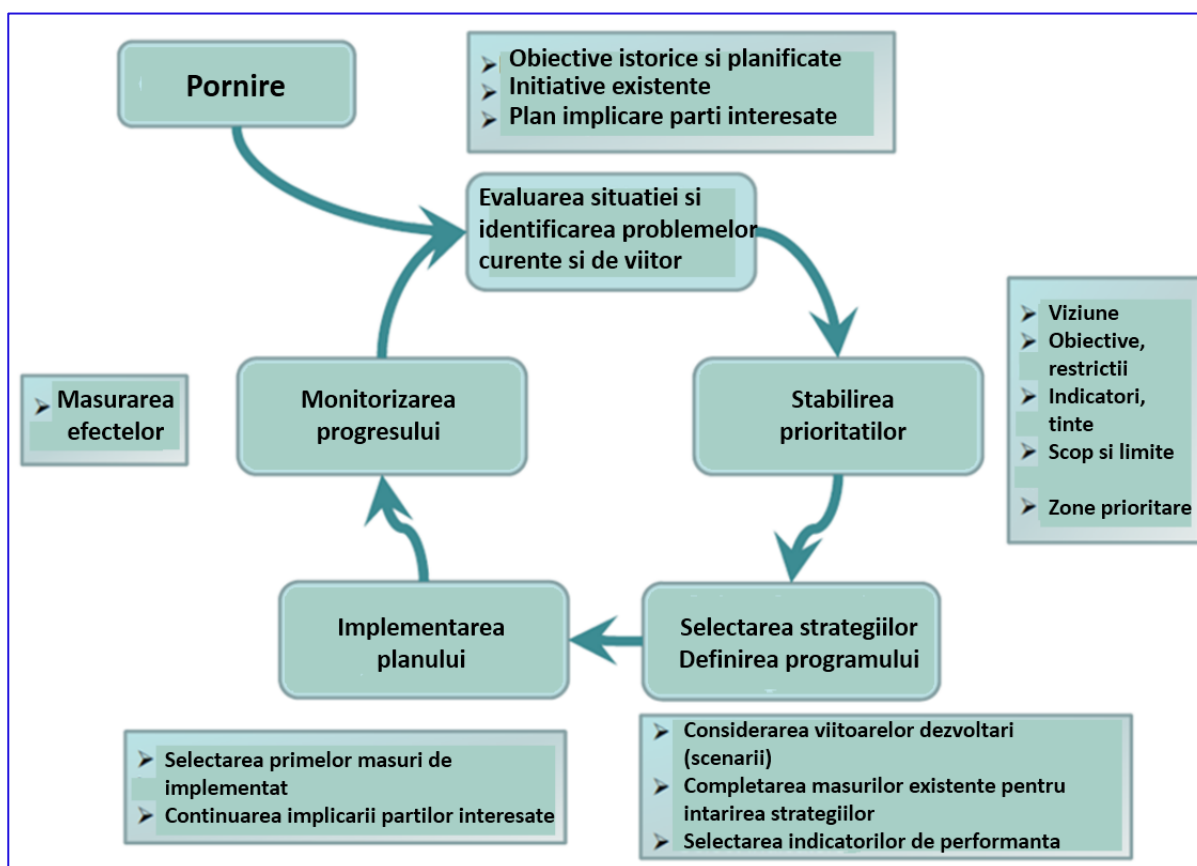 Pornire
Obiective istorice si planificate
Initiative existente
Plan implicare parti interesate
Evaluarea situatiei si
identificarea problemelor
curente si de viitor
Viziune
Obiective,
restrictii
Indicatori,
tinte
Scop si limite
Zone prioritare
Stabilirea
prioritatilor
Monitorizarea
progresului
Masurarea
efectelor
Selectarea strategiilor
Definirea programului
Implementarea
planului
Considerarea viitoarelor dezvoltari
(scenarii)
Completarea masurilor existente pentru
intarirea strategiilor
Selectarea indicatorilor de performanta
Selectarea primelor masuri de
implementat
Continuarea implicarii partilor interesate